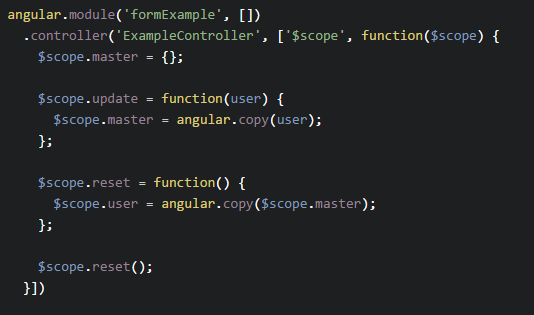 angular.module('formExample', [])
.controller('ExampleController', ['$scope', function($scope) {
$scope.master = {};
$scope.update = function(user) {
$scope.master = angular.copy(user);
};
$scope.reset = function() {
$scope.user = angular.copy($scope.master);
};
$scope.reset();
}])